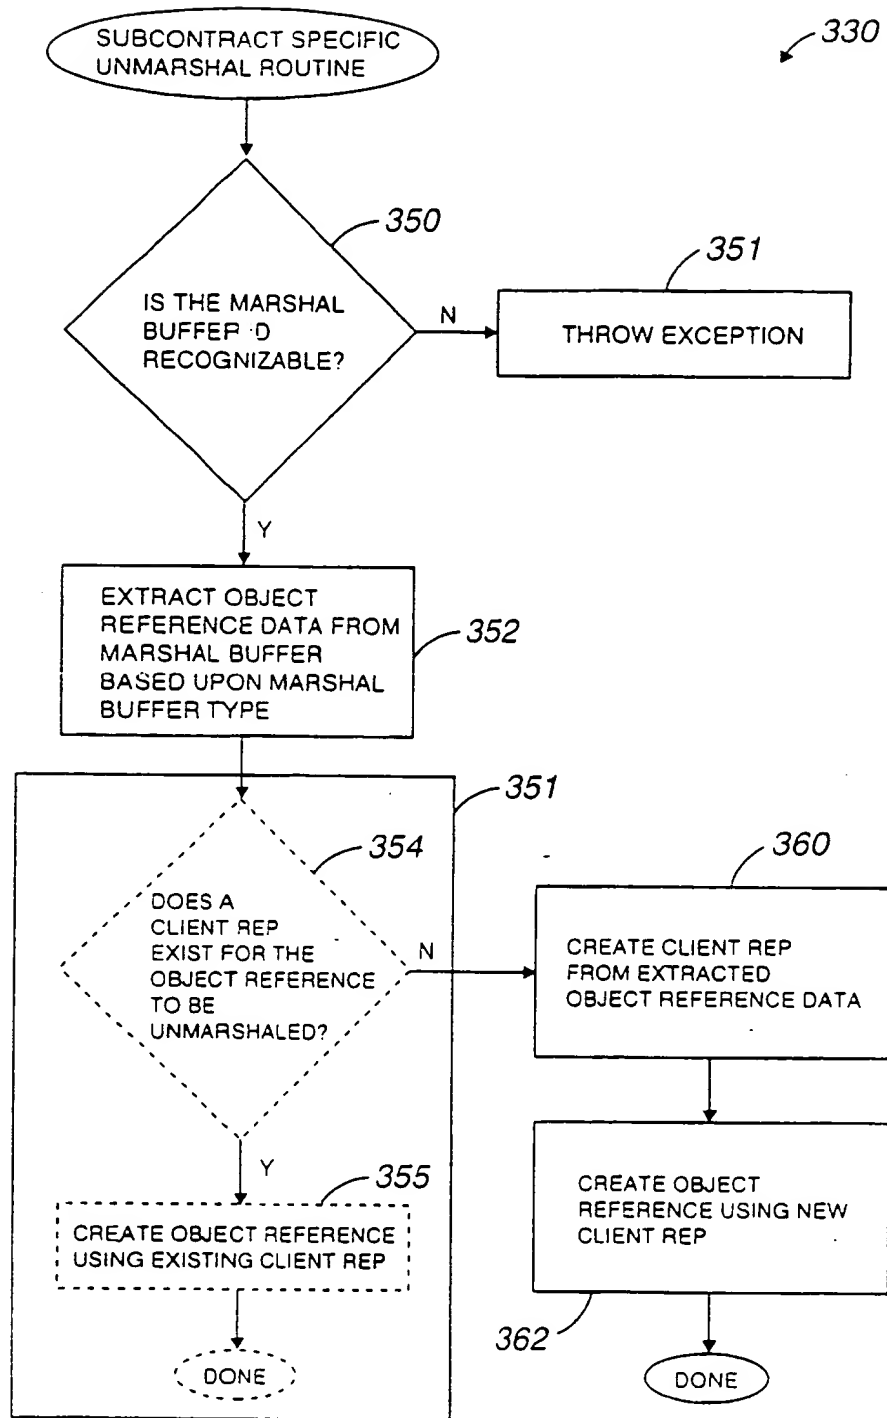 SUBCONTRACT SPECIFIC
UNMARSHAL ROUTINE
330
350
IS THE MARSHAL
BUFFER :D
RECOGNIZABLE?
N
351
THROW EXCEPTION
Y
EXTRACT OBJECT
REFERENCE DATA FROM
MARSHAL BUFFER
BASED UPON MARSHAL
BUFFER TYPE
352
351
354
DOES A
CLIENT REP
EXIST FOR THE
OBJECT REFERENCE
TO BE
UNMARSHALED?
N
360
CREATE CLIENT REP
FROM EXTRACTED
OBJECT REFERENCE DATA
Y
355
CREATE OBJECT REFERENCE
USING EXISTING CLIENT REP
CREATE OBJECT
REFERENCE USING NEW
CLIENT REP
362
DONE
DONE